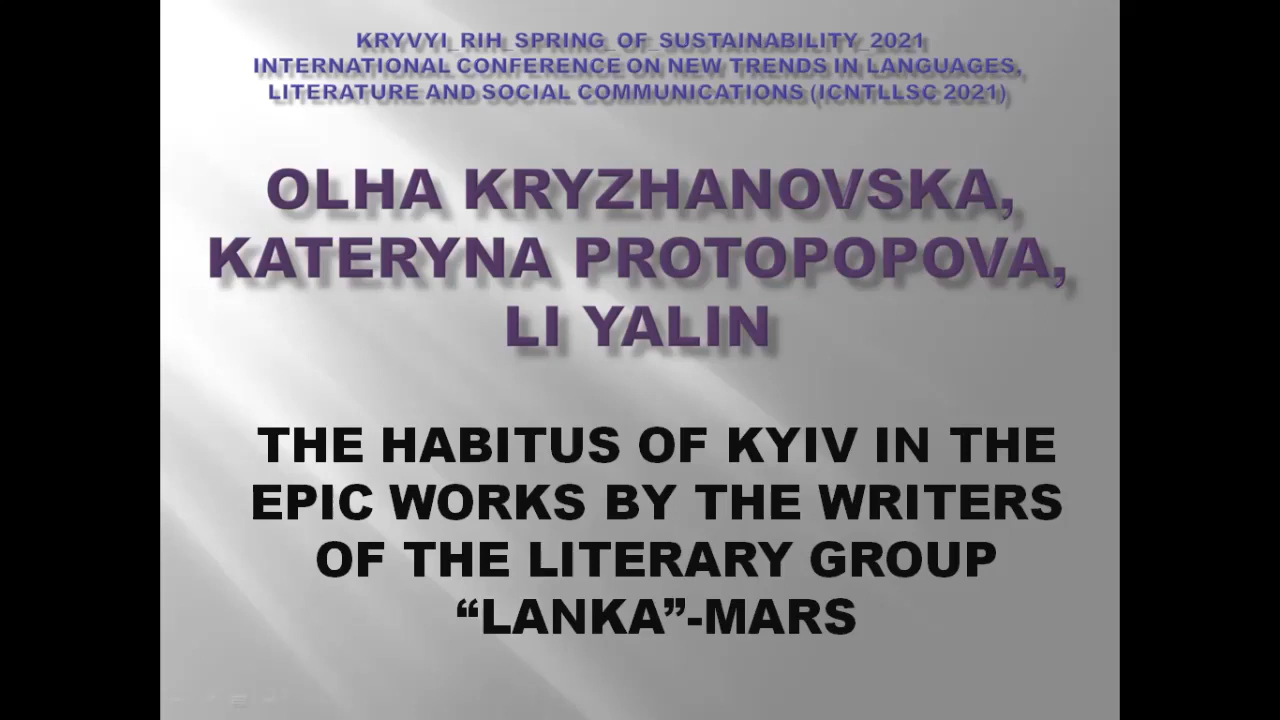 KRYVYI_RIH_SPRING_OF_SUSTAINABILITY_2021
INTERNATIONAL CONFERENCE ON NEW TRENDS IN LANGUAGES,
LITERATURE AND SOCIAL COMMUNICATIONS (ICNTLLSC 2021)
OLHA KRYZHANOVSKA,
KATERYNA PROTOPOPOVA,
LI YALIN
THE HABITUS OF KYIV IN THE
EPIC WORKS BY THE WRITERS
OF THE LITERARY GROUP
“LANKA”-MARS